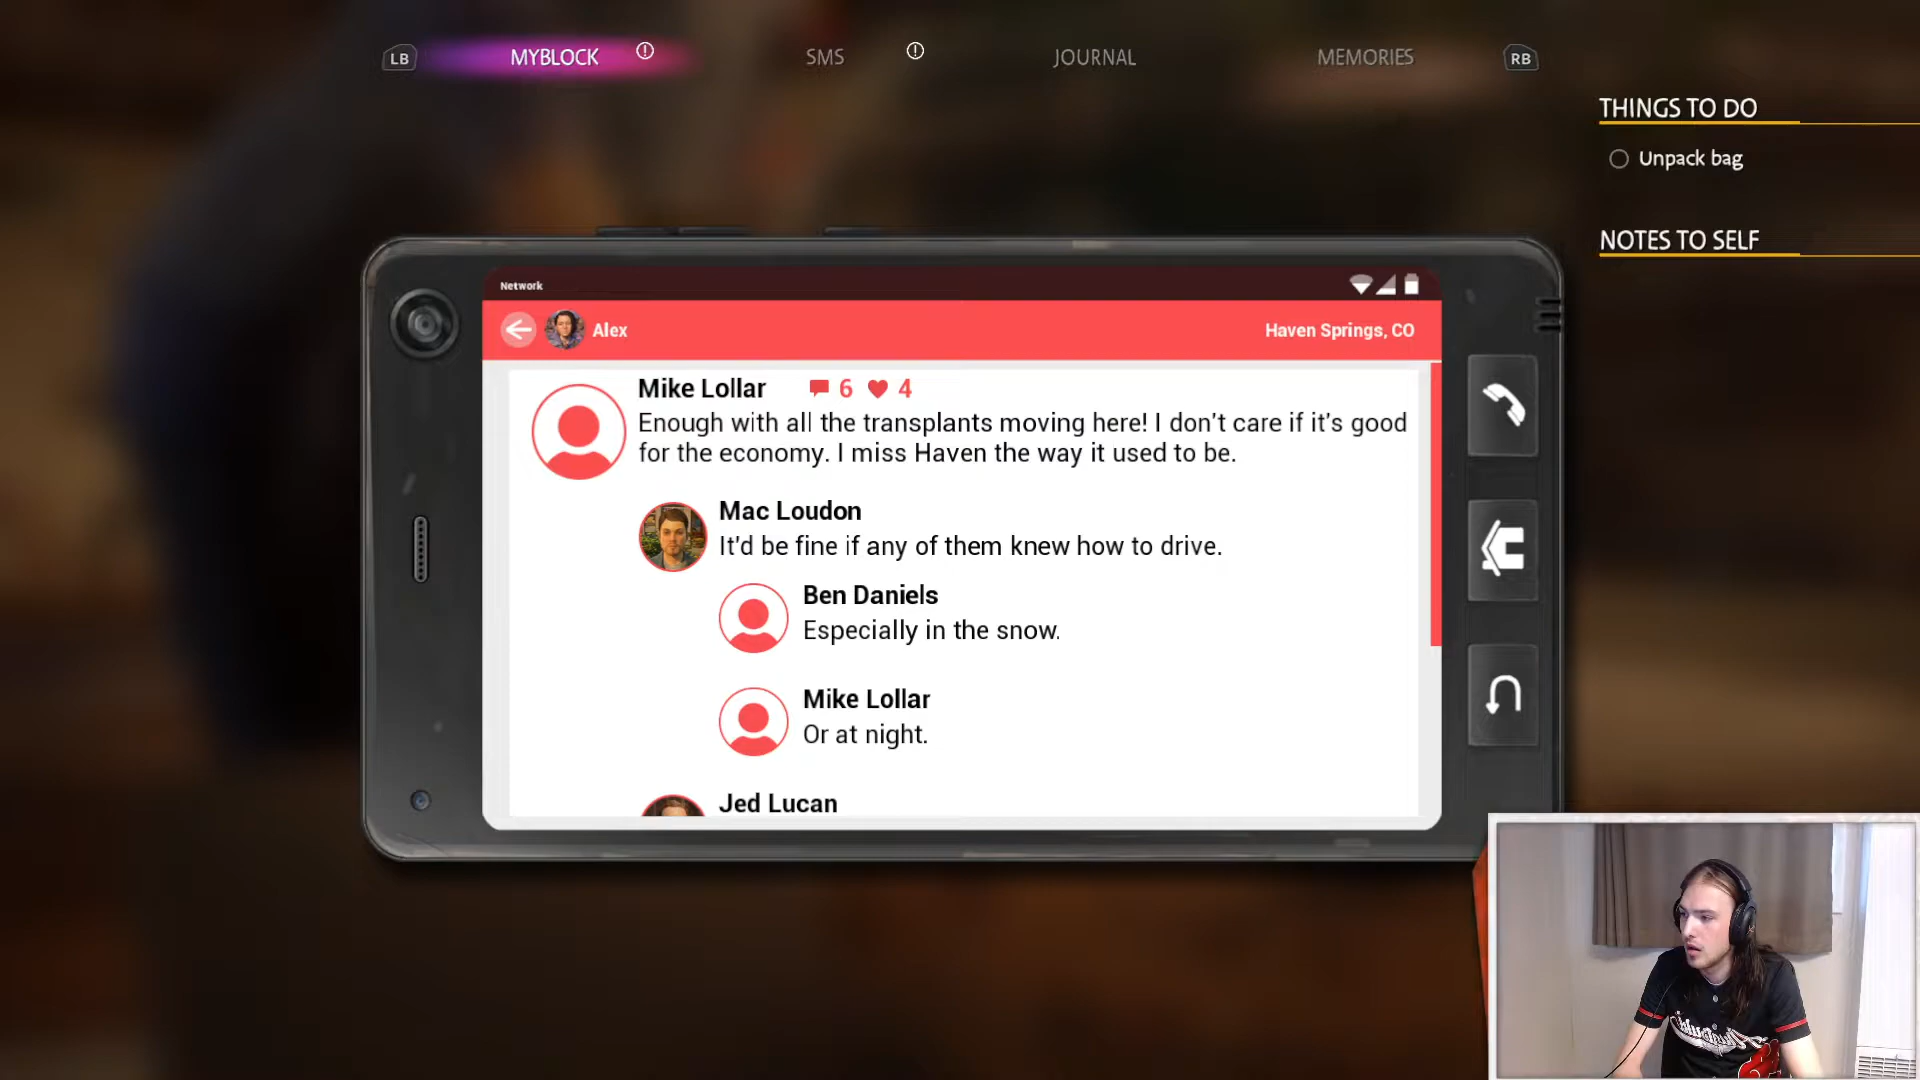 LB
MYBLOCK
SMS
JOURNAL
MEMORIES
RB
THINGS TO DO
Unpack bag
NOTES TO SELF
Network
Alex
Haven Springs, CO
Mike Lollar 6 4
Enough with all the transplants moving here! I don't care if it's good
for the economy. I miss Haven the way it used to be.
Mac Loudon
It'd be fine if any of them knew how to drive.
Ben Daniels
Especially in the snow.
Mike Lollar
Or at night.
Jed Lucan